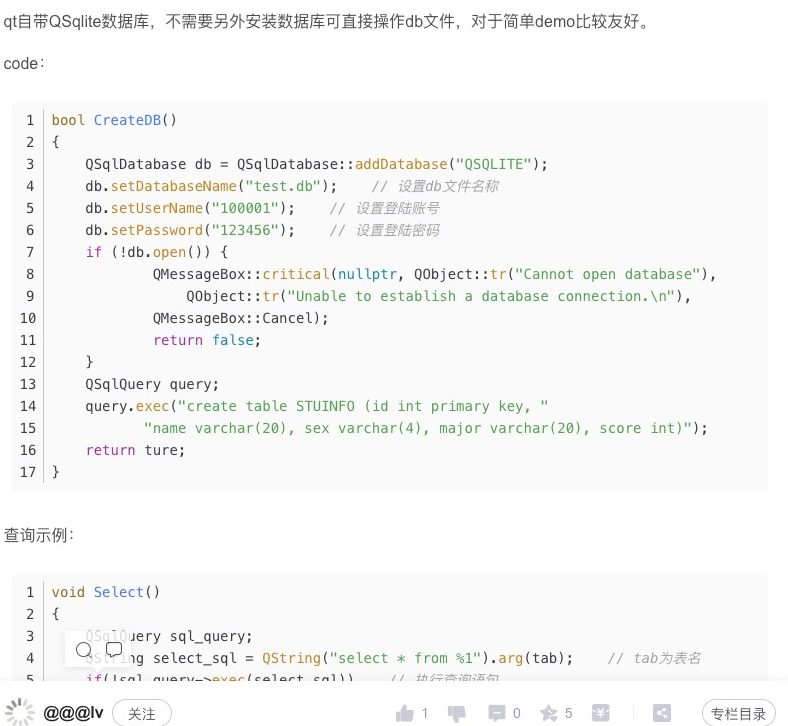 qt自带QSqlite数据库，不需要另外安装数据库可直接操作db文件，对于简单demo比较友好。
code：
1 bool CreateDB()
2 {
3 QSqlDatabase db = QSqlDatabase::addDatabase("QSQLITE");
4 db.setDatabaseName("test.db"); // 设置db文件名称
5 db.setUserName("100001"); // 设置登陆账号
6 db.setPassword("123456"); // 设置登陆密码
7 if (!db.open()) {
8 QMessageBox::critical(nullptr, QObject::tr("Cannot open database"),
9 QObject::tr("Unable to establish a database connection.\n"),
10 QMessageBox::Cancel);
11 return false;
12 }
13 QSqlQuery query;
14 query.exec("create table STUINFO (id int primary key, "
15 "name varchar(20), sex varchar(4), major varchar(20), score int)");
16 return ture;
17 }
查询示例：
1 void Select()
2 {
3 QSqlQuery sql_query;
4 QString select_sql = QString("select * from %1").arg(tab); // tab为表名
5 if(!sql_query->exec(select_sql)) // 执行查询语句
@@@lv 关注 1 0 5 专栏目录